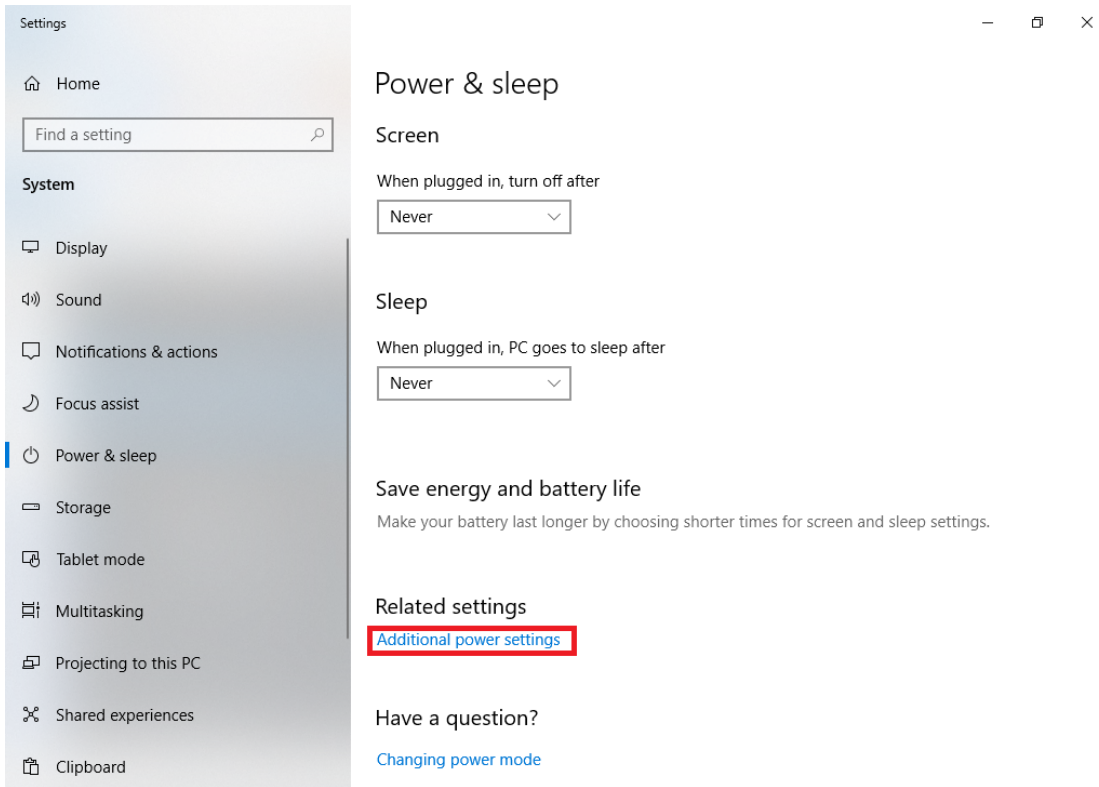 Settings
Home
Find a setting
System
Display
Sound
Notifications & actions
Focus assist
Power & sleep
Storage
Tablet mode
Multitasking
Projecting to this PC
Shared experiences
Clipboard
Power & sleep
Screen
When plugged in, turn off after
Never
Sleep
When plugged in, PC goes to sleep after
Never
Save energy and battery life
Make your battery last longer by choosing shorter times for screen and sleep settings.
Related settings
Additional power settings
Have a question?
Changing power mode